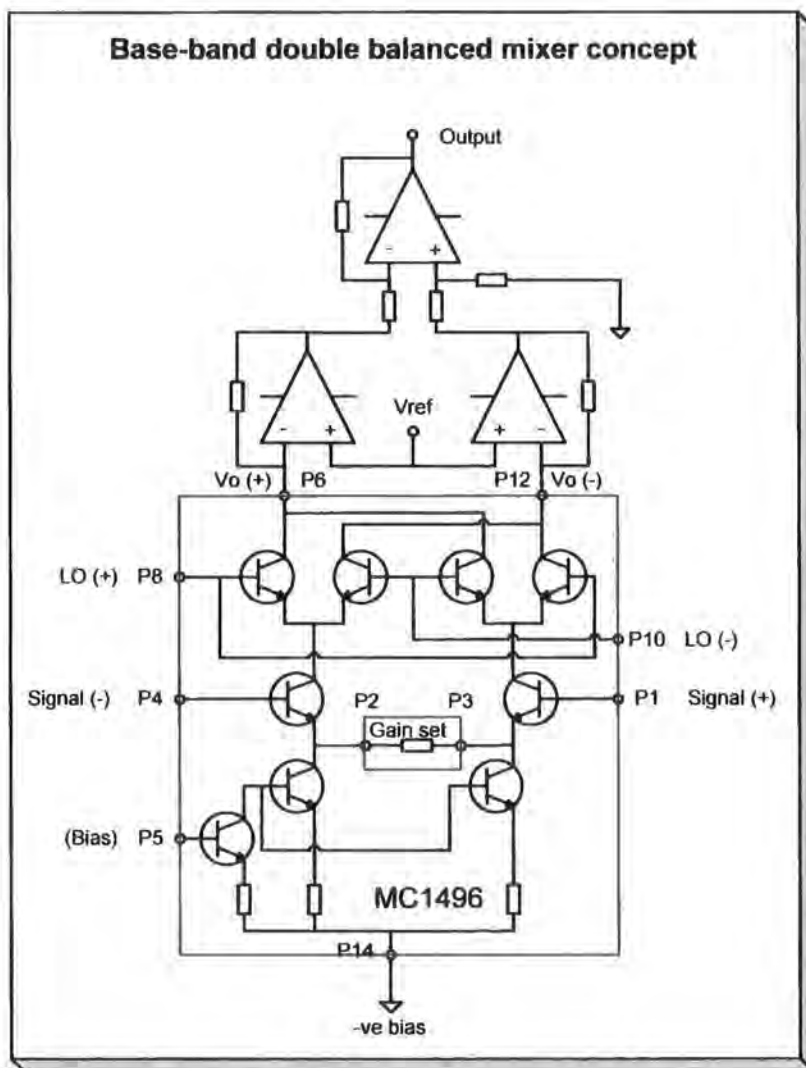 Base-band double balanced mixer concept
Output
- +
Vref
- + + -
Vo (+) P6 P12 Vo (-)
LO (+) P8
P10 LO (-)
Signal (-) P4 P2 P3 P1 Signal (+)
Gain set
(Bias) P5
MC1496
P14
-ve bias